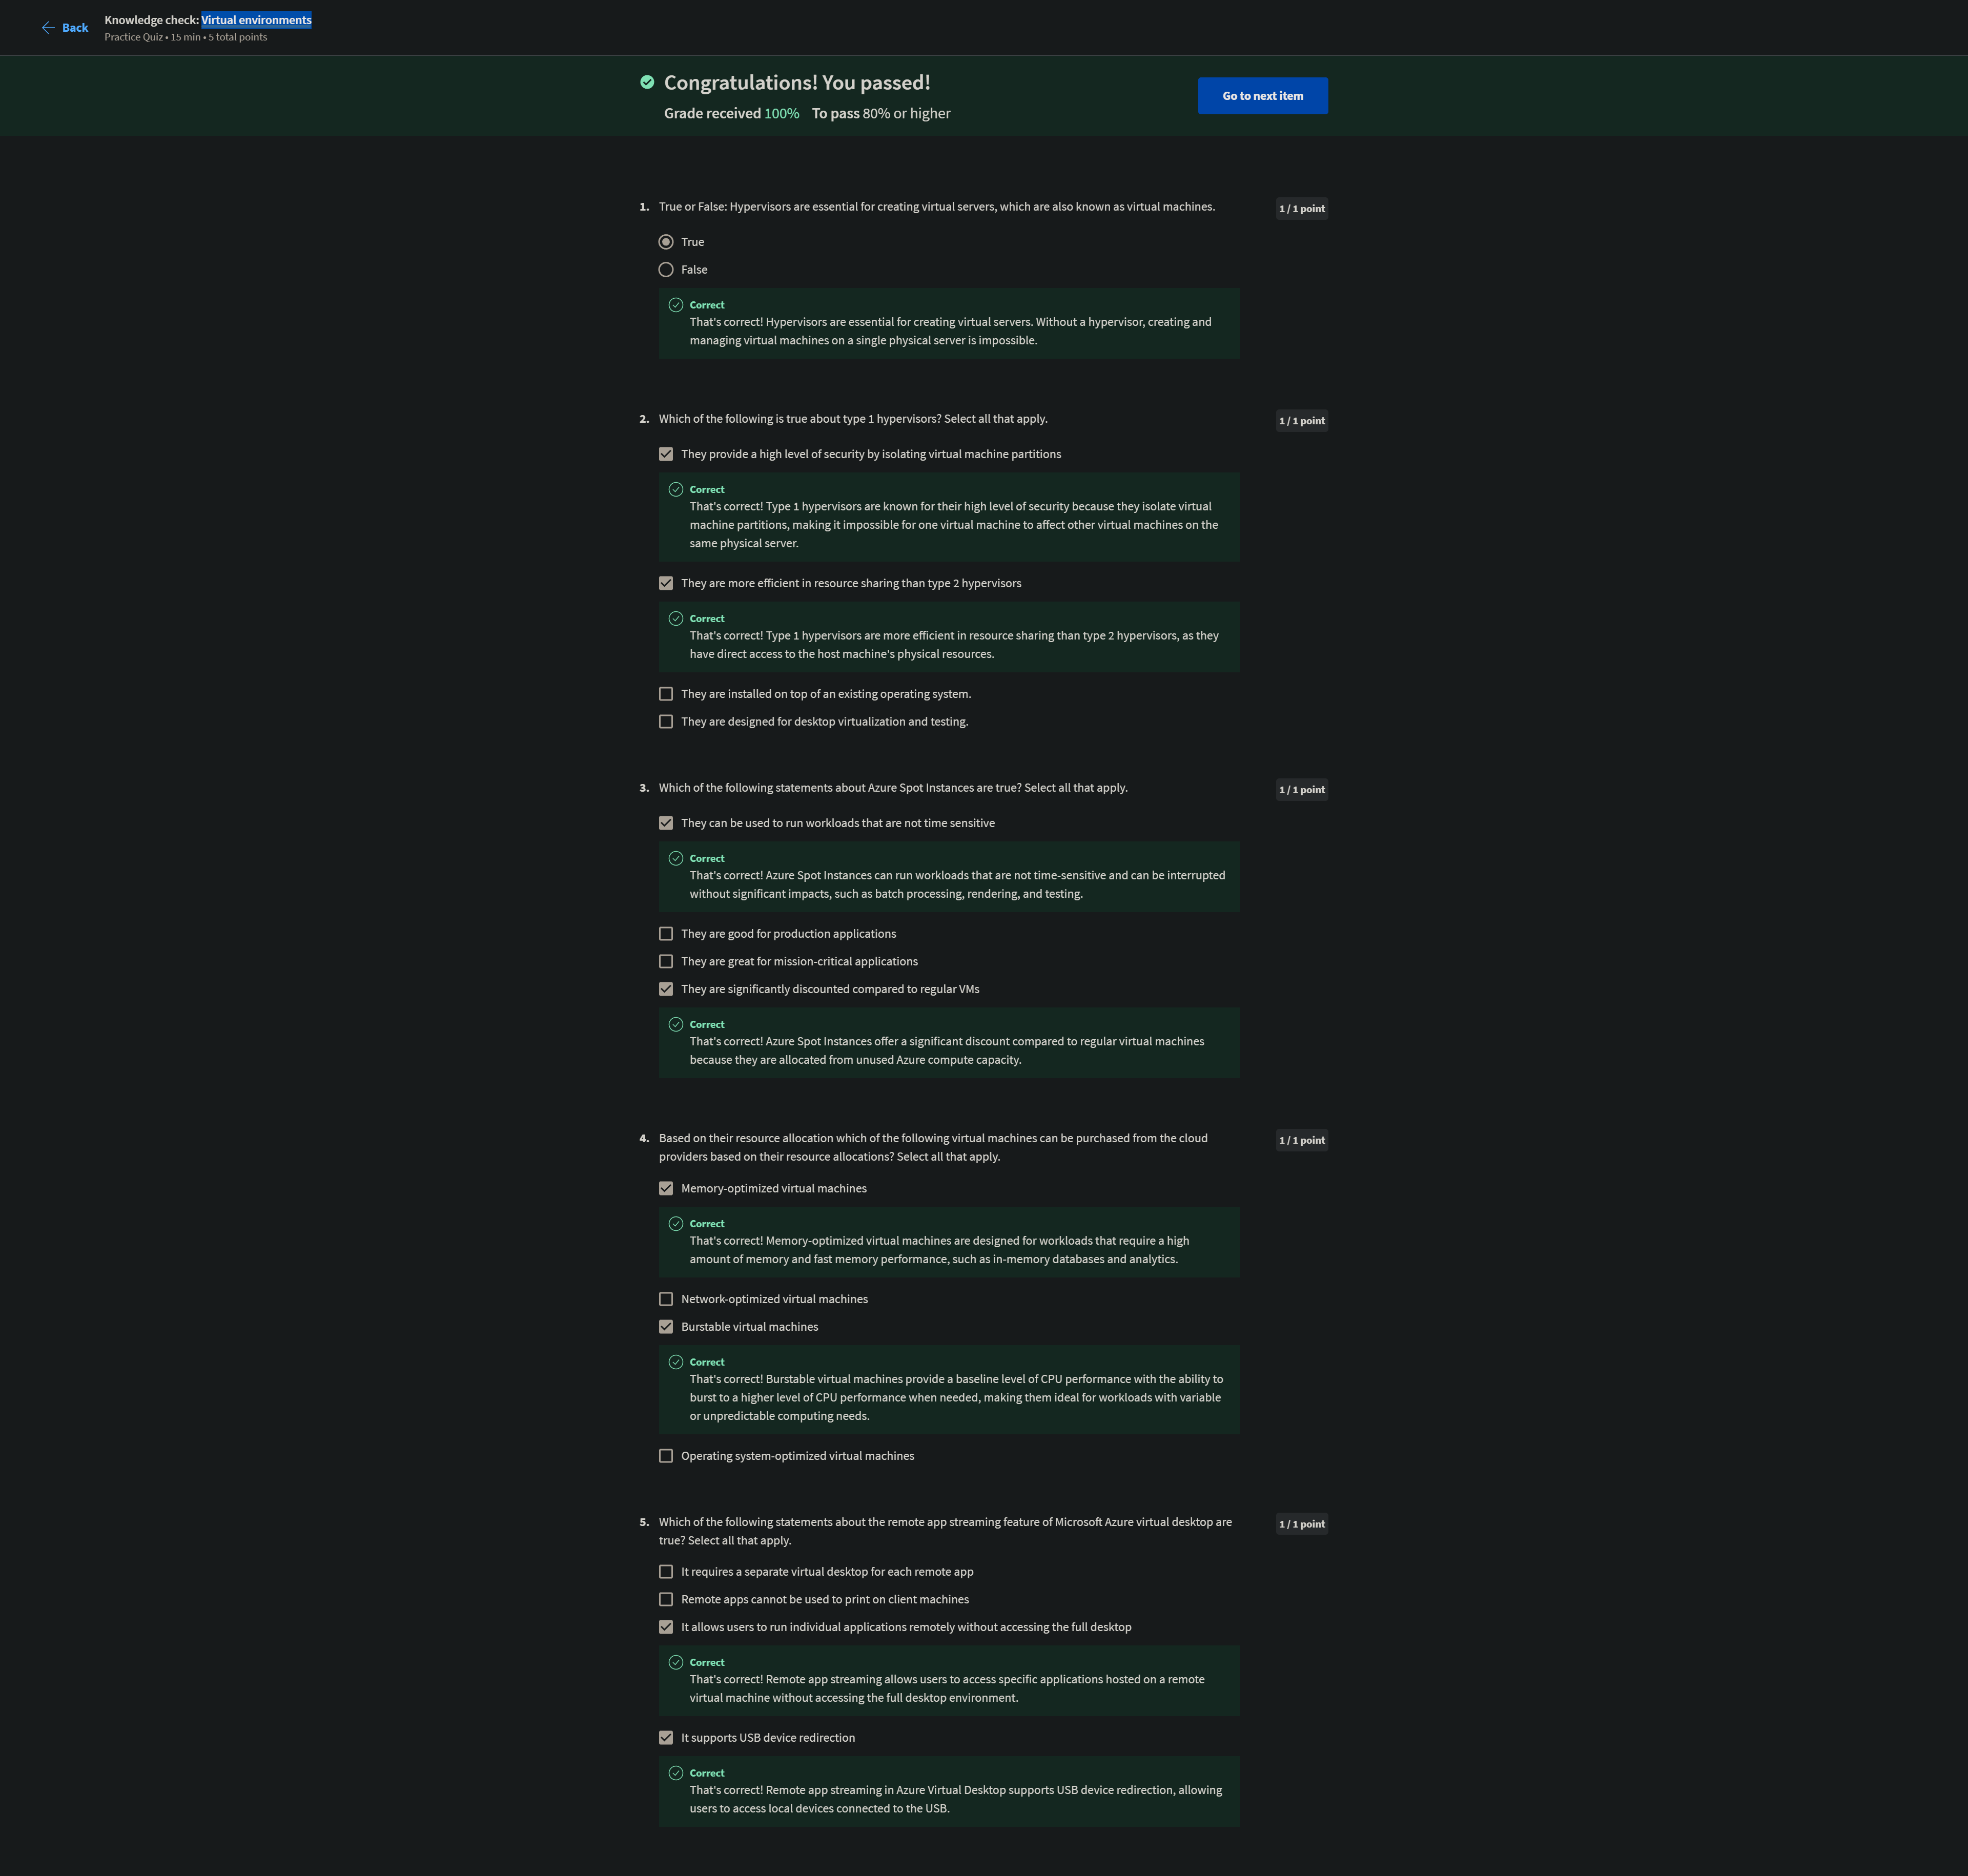 Back
Knowledge check: Virtual environments
Practice Quiz • 15 min • 5 total points
Congratulations! You passed!
Grade received 100% To pass 80% or higher
Go to next item
1. True or False: Hypervisors are essential for creating virtual servers, which are also known as virtual machines.
1 / 1 point
True
False
Correct
That's correct! Hypervisors are essential for creating virtual servers. Without a hypervisor, creating and
managing virtual machines on a single physical server is impossible.
2. Which of the following is true about type 1 hypervisors? Select all that apply.
1 / 1 point
They provide a high level of security by isolating virtual machine partitions
Correct
That's correct! Type 1 hypervisors are known for their high level of security because they isolate virtual
machine partitions, making it impossible for one virtual machine to affect other virtual machines on the
same physical server.
They are more efficient in resource sharing than type 2 hypervisors
Correct
That's correct! Type 1 hypervisors are more efficient in resource sharing than type 2 hypervisors, as they
have direct access to the host machine's physical resources.
They are installed on top of an existing operating system.
They are designed for desktop virtualization and testing.
3. Which of the following statements about Azure Spot Instances are true? Select all that apply.
1 / 1 point
They can be used to run workloads that are not time sensitive
Correct
That's correct! Azure Spot Instances can run workloads that are not time-sensitive and can be interrupted
without significant impacts, such as batch processing, rendering, and testing.
They are good for production applications
They are great for mission-critical applications
They are significantly discounted compared to regular VMs
Correct
That's correct! Azure Spot Instances offer a significant discount compared to regular virtual machines
because they are allocated from unused Azure compute capacity.
4. Based on their resource allocation which of the following virtual machines can be purchased from the cloud
providers based on their resource allocations? Select all that apply.
1 / 1 point
Memory-optimized virtual machines
Correct
That's correct! Memory-optimized virtual machines are designed for workloads that require a high
amount of memory and fast memory performance, such as in-memory databases and analytics.
Network-optimized virtual machines
Burstable virtual machines
Correct
That's correct! Burstable virtual machines provide a baseline level of CPU performance with the ability to
burst to a higher level of CPU performance when needed, making them ideal for workloads with variable
or unpredictable computing needs.
Operating system-optimized virtual machines
5. Which of the following statements about the remote app streaming feature of Microsoft Azure virtual desktop are
true? Select all that apply.
1 / 1 point
It requires a separate virtual desktop for each remote app
Remote apps cannot be used to print on client machines
It allows users to run individual applications remotely without accessing the full desktop
Correct
That's correct! Remote app streaming allows users to access specific applications hosted on a remote
virtual machine without accessing the full desktop environment.
It supports USB device redirection
Correct
That's correct! Remote app streaming in Azure Virtual Desktop supports USB device redirection, allowing
users to access local devices connected to the USB.